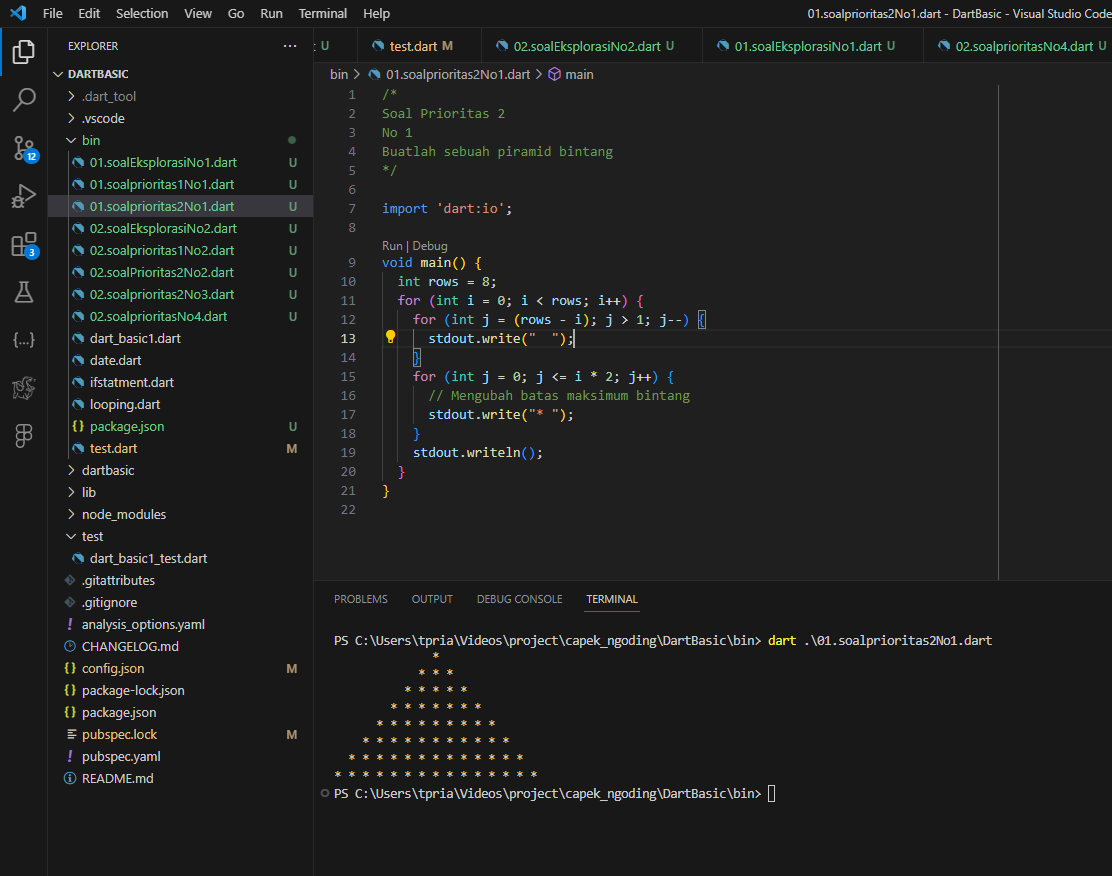 File Edit Selection View Go Run Terminal Help 01.soalprioritas2No1.dart - DartBasic - Visual Studio Code
EXPLORER ...
DARTBASIC
.dart_tool
.vscode
bin
01.soalEksplorasiNo1.dart U
01.soalprioritas1No1.dart U
01.soalprioritas2No1.dart U
02.soalEksplorasiNo2.dart U
02.soalprioritas1No2.dart U
02.soalPrioritas2No2.dart U
02.soalprioritas2No3.dart U
02.soalprioritasNo4.dart U
dart_basic1.dart
date.dart
ifstatment.dart
looping.dart
{} package.json U
test.dart M
dartbasic
lib
node_modules
test
dart_basic1_test.dart
.gitattributes
.gitignore
! analysis_options.yaml
CHANGELOG.md
{} config.json M
{} package-lock.json
{} package.json
pubspec.lock M
! pubspec.yaml
README.md
12
3
: U test.dart M 02.soalEksplorasiNo2.dart U 01.soalEksplorasiNo1.dart U 02.soalprioritasNo4.dart U
bin > 01.soalprioritas2No1.dart > main
1 /*
2 Soal Prioritas 2
3 No 1
4 Buatlah sebuah piramid bintang
5 */
6
7 import 'dart:io';
8
Run | Debug
9 void main() {
10 int rows = 8;
11 for (int i = 0; i < rows; i++) {
12 for (int j = (rows - i); j > 1; j--) {
13 stdout.write("  ");
14 }
15 for (int j = 0; j <= i * 2; j++) {
16 // Mengubah batas maksimum bintang
17 stdout.write("* ");
18 }
19 stdout.writeln();
20 }
21 }
22
PROBLEMS OUTPUT DEBUG CONSOLE TERMINAL
PS C:\Users\tpria\Videos\project\capek_ngoding\DartBasic\bin> dart .\01.soalprioritas2No1.dart
*
* * *
* * * * *
* * * * * * *
* * * * * * * * *
* * * * * * * * * * *
* * * * * * * * * * * * *
* * * * * * * * * * * * * * *
PS C:\Users\tpria\Videos\project\capek_ngoding\DartBasic\bin>